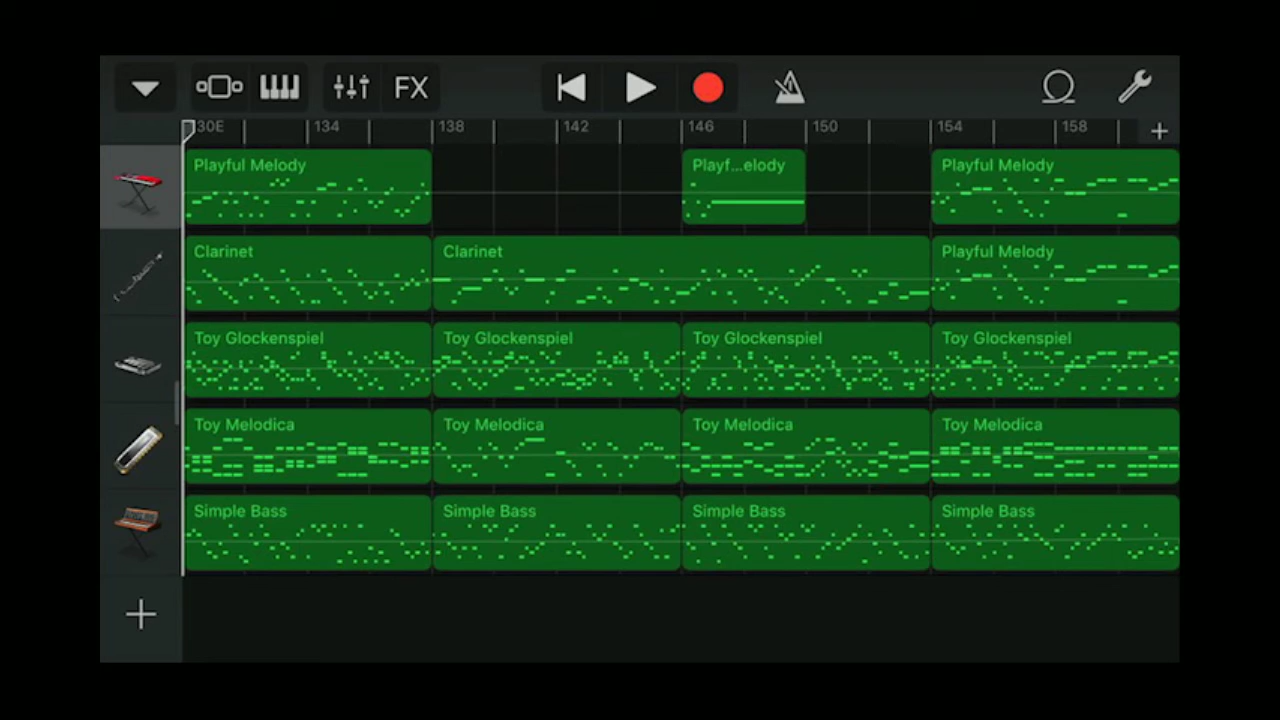 FX
30E 134 138 142 146 150 154 158
Playful Melody Playf...elody Playful Melody
Clarinet Clarinet Playful Melody
Toy Glockenspiel Toy Glockenspiel Toy Glockenspiel Toy Glockenspiel
Toy Melodica Toy Melodica Toy Melodica Toy Melodica
Simple Bass Simple Bass Simple Bass Simple Bass